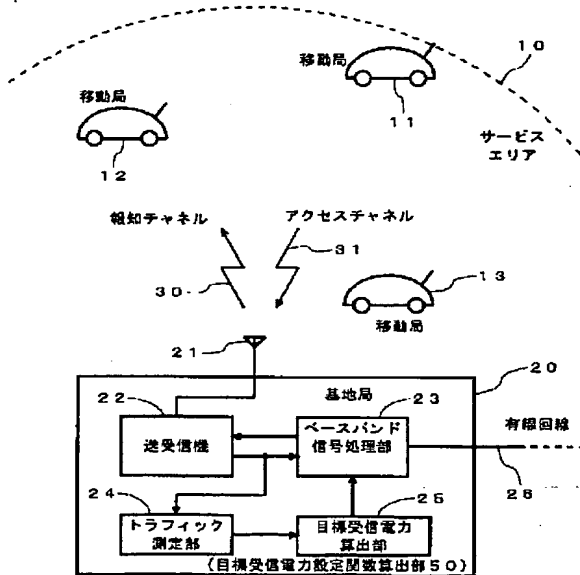 移動局
11
10
移動局
12
サービス
エリア
報知チャネル
アクセスチャネル
31
30
13
移動局
21
20
基地局
22
23
送受信機
ベースバンド
信号処理部
有線回線
26
24
25
トラフィック
測定部
目標受信電力
算出部
(目標受信電力設定関数算出部50)